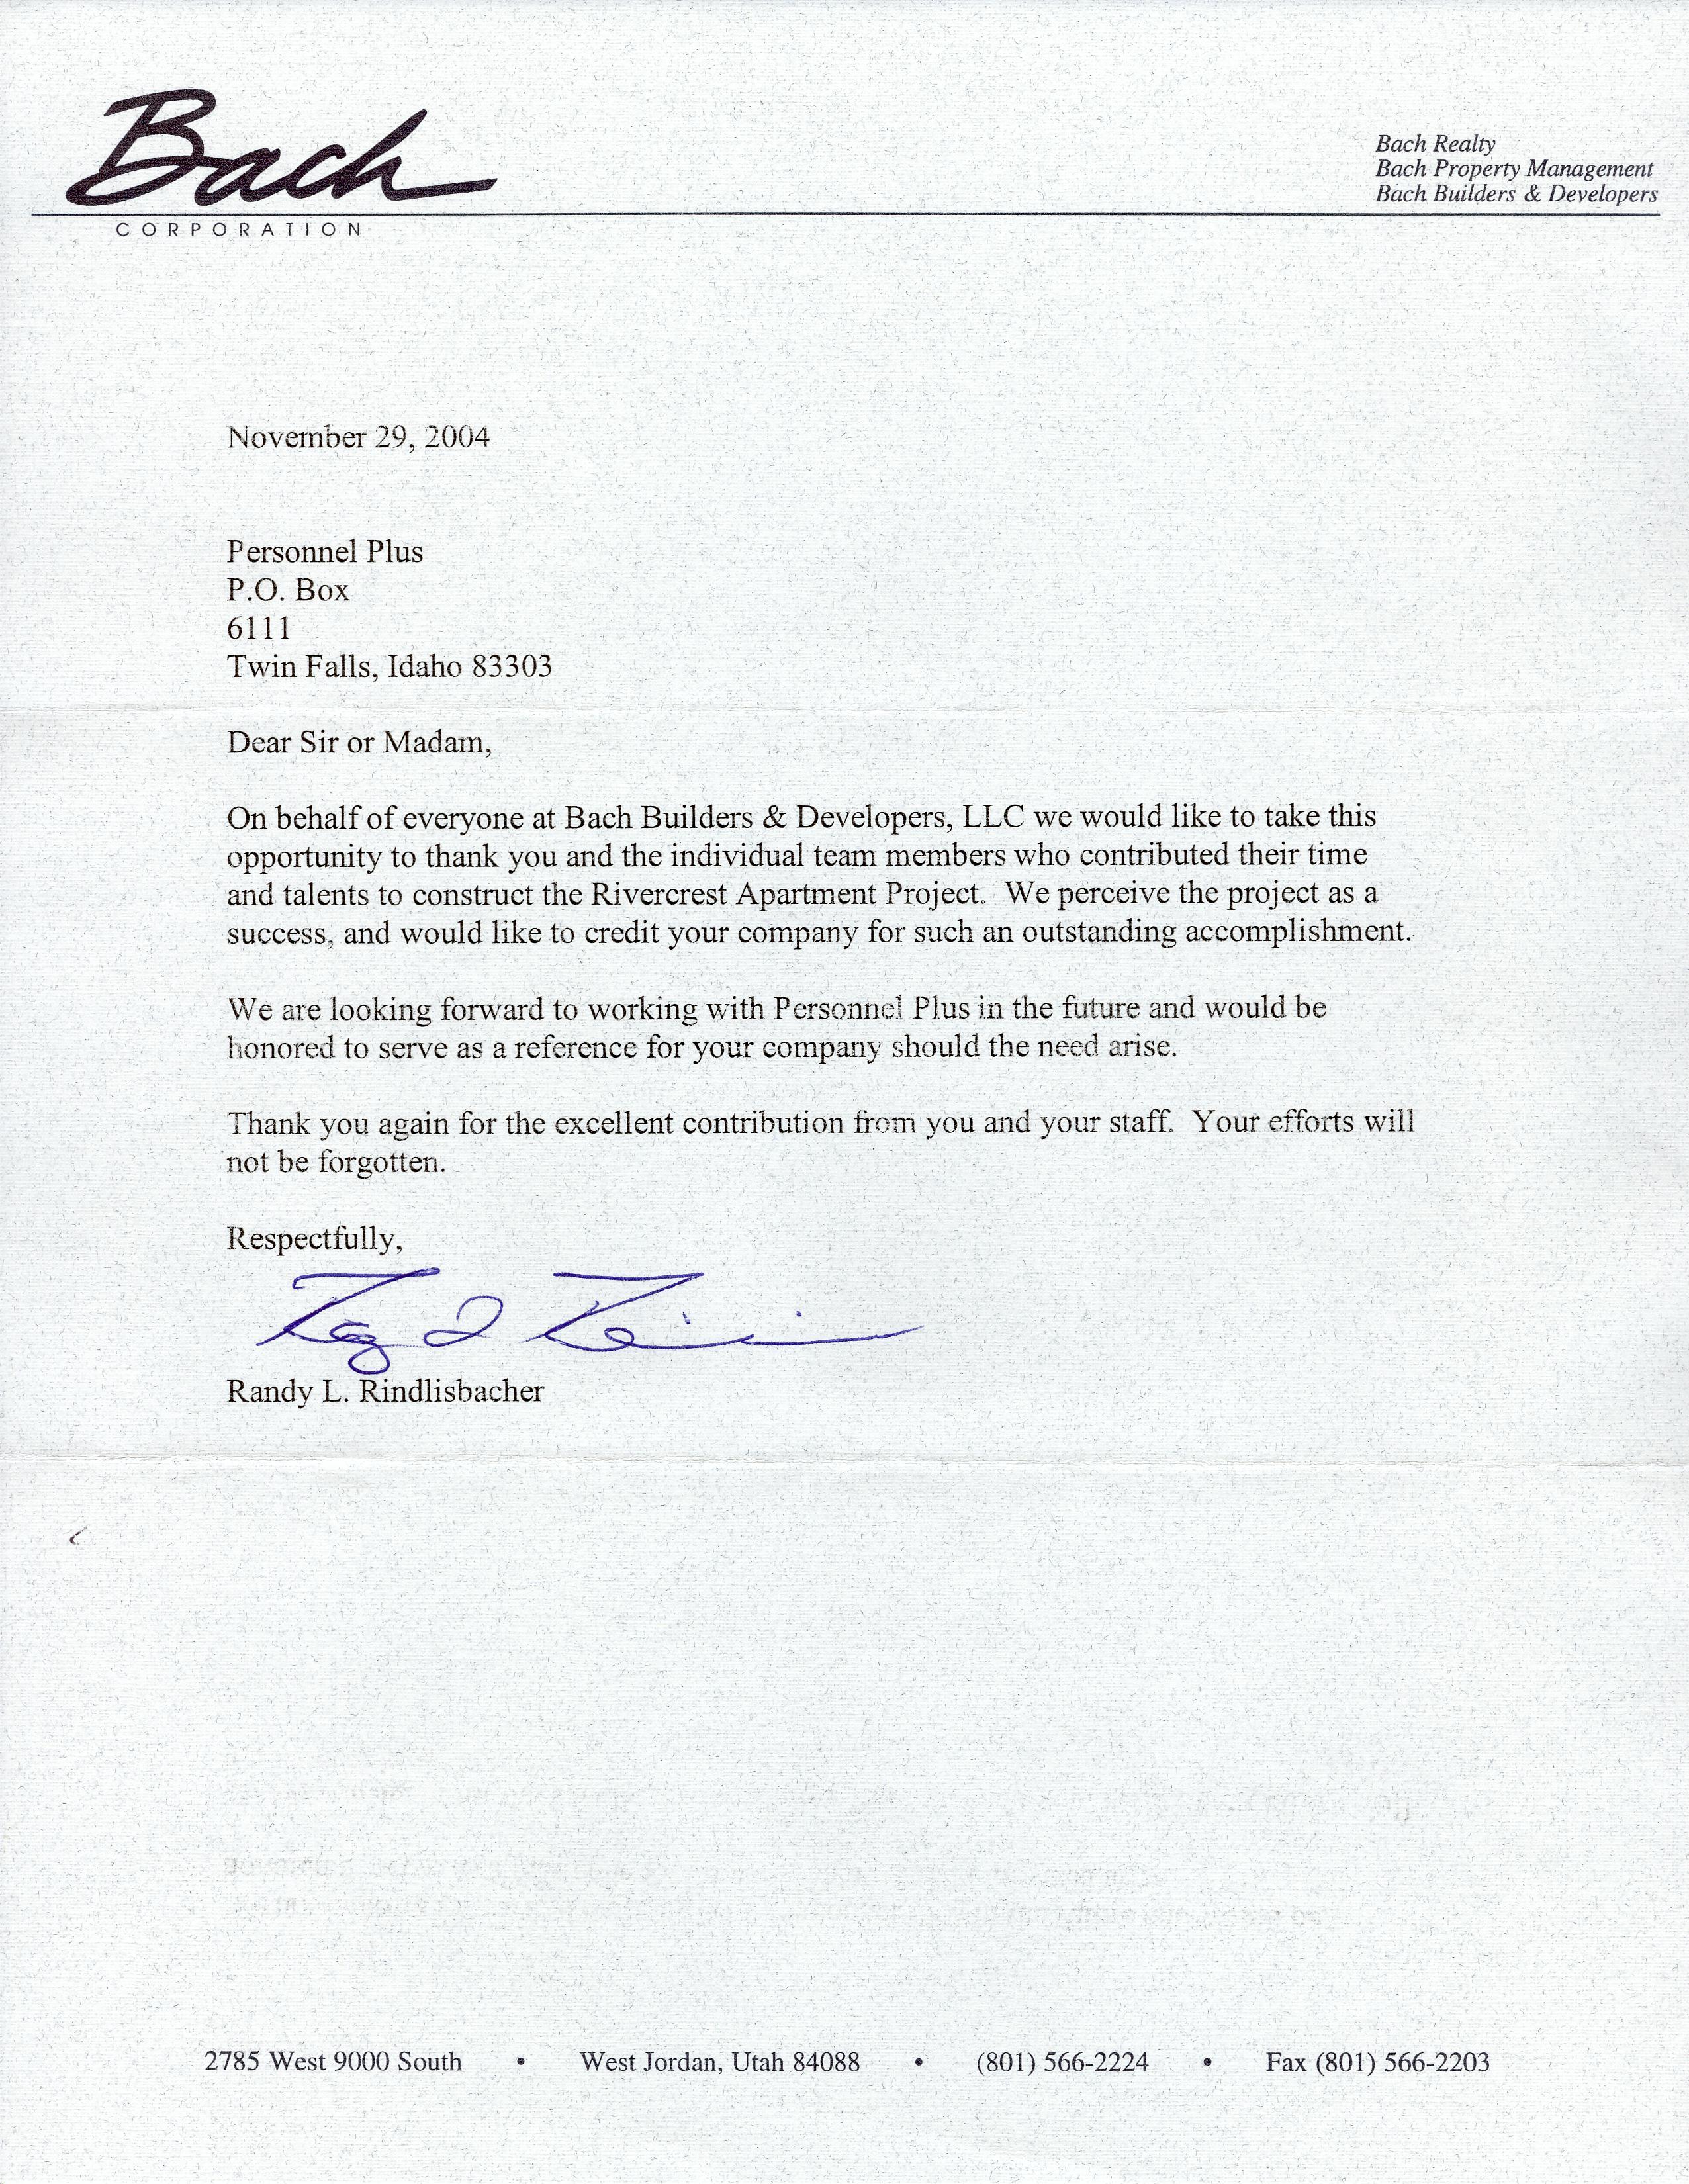 Bach
CORPORATION
Bach Realty
Bach Property Management
Bach Builders & Developers
November 29, 2004
Personnel Plus
P.O. Box
6111
Twin Falls, Idaho 83303
Dear Sir or Madam,
On behalf of everyone at Bach Builders & Developers, LLC we would like to take this
opportunity to thank you and the individual team members who contributed their time
and talents to construct the Rivercrest Apartment Project.  We perceive the project as a
success, and would like to credit your company for such an outstanding accomplishment.
We are looking forward to working with Personnel Plus in the future and would be
honored to serve as a reference for your company should the need arise.
Thank you again for the excellent contribution from you and your staff.  Your efforts will
not be forgotten.
Respectfully,
Randy L. Rindlisbacher
2785 West 9000 South • West Jordan, Utah 84088 • (801) 566-2224 • Fax (801) 566-2203